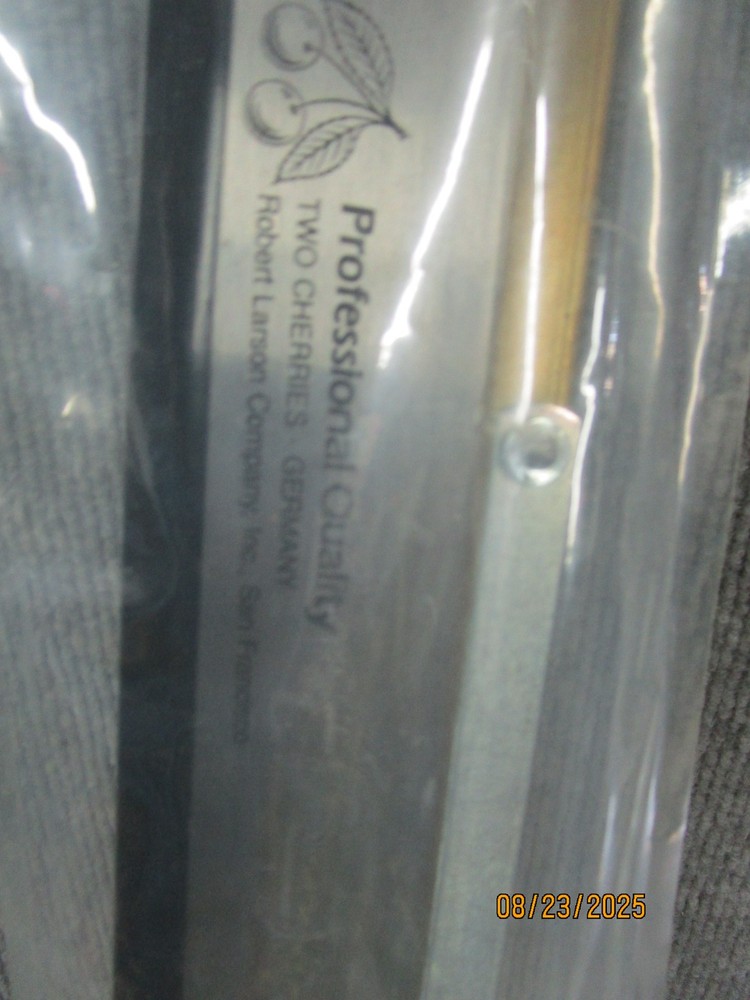 Professional Quality
TWO CHERRIES · GERMANY
Robert Larson Company, Inc. San Francisco
08/23/2025